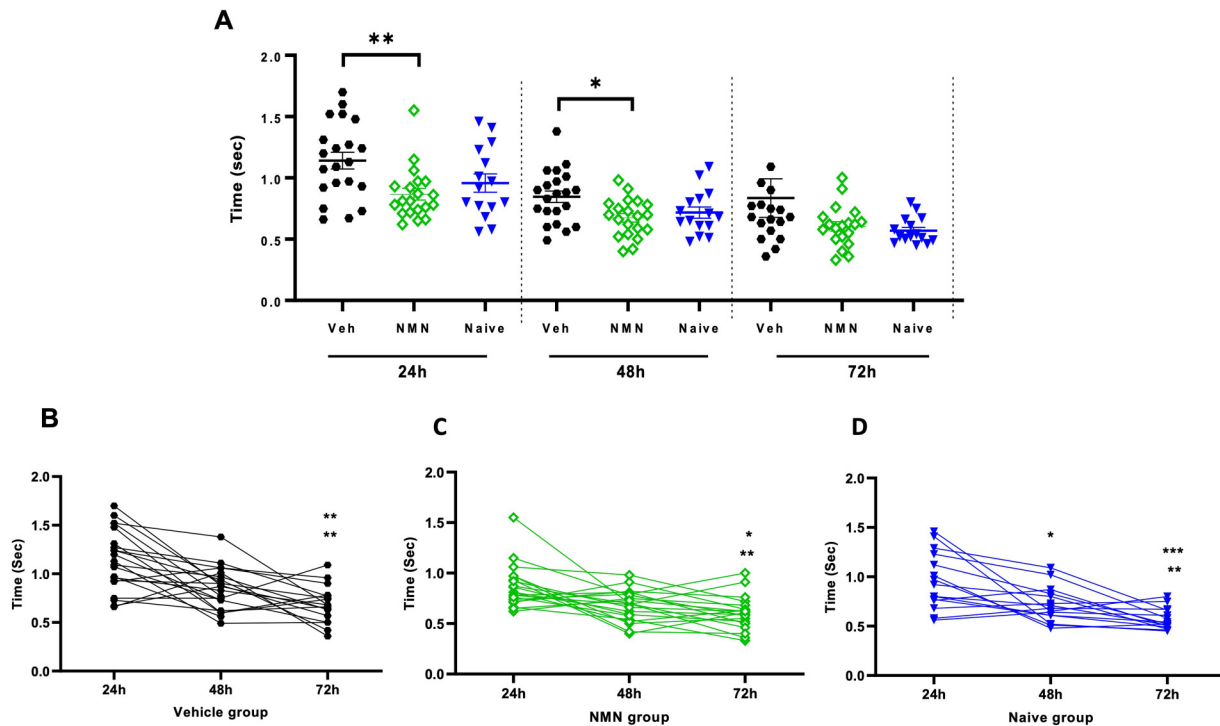 A
**
*
2.0
1.5
1.0
0.5
0.0
Time (sec)
Veh NMN Naive Veh NMN Naive Veh NMN Naive
24h 48h 72h
B
2.0
1.5
1.0
0.5
0.0
Time (Sec)
**
**
24h 48h 72h
Vehicle group
C
2.0
1.5
1.0
0.5
0.0
Time (Sec)
*
**
24h 48h 72h
NMN group
D
2.0
1.5
1.0
0.5
0.0
Time (Sec)
*
***
**
24h 48h 72h
Naive group